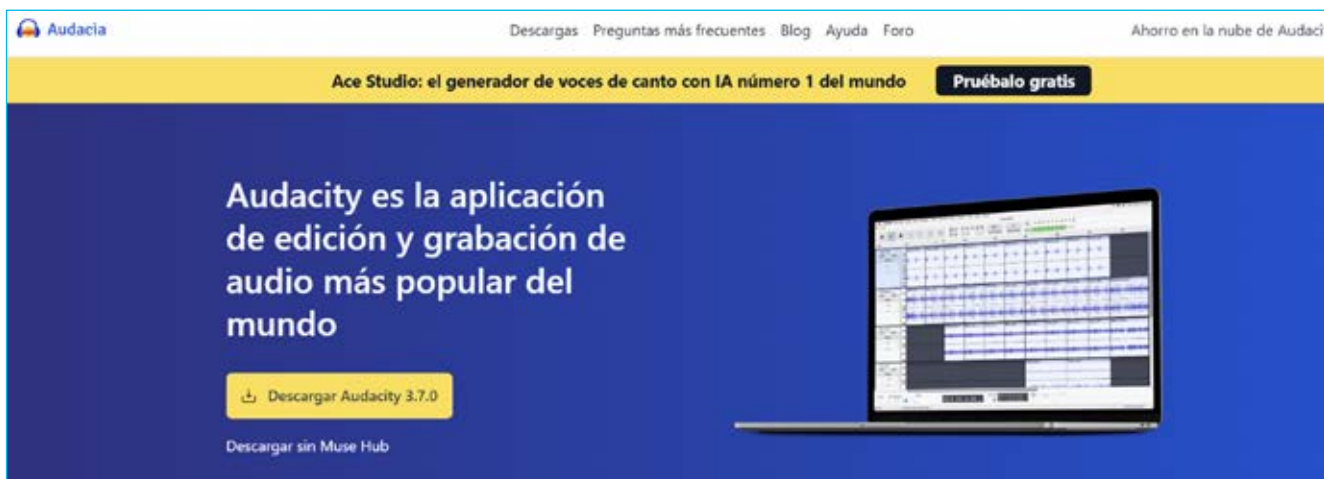 Audacia
Descargas Preguntas más frecuentes Blog Ayuda Foro
Ahorro en la nube de Audaci
Ace Studio: el generador de voces de canto con IA número 1 del mundo
Pruébalo gratis
Audacity es la aplicación
de edición y grabación de
audio más popular del
mundo
Descargar Audacity 3.7.0
Descargar sin Muse Hub